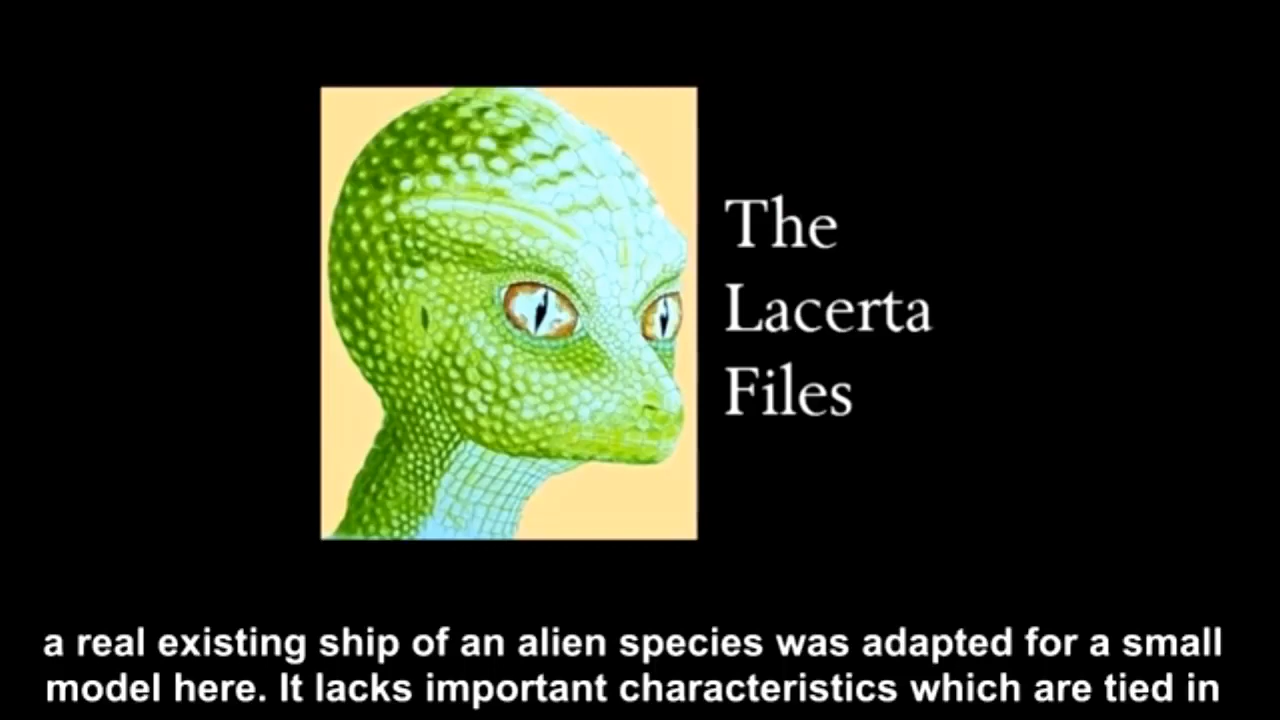 The
Lacerta
Files
a real existing ship of an alien species was adapted for a small
model here. It lacks important characteristics which are tied in